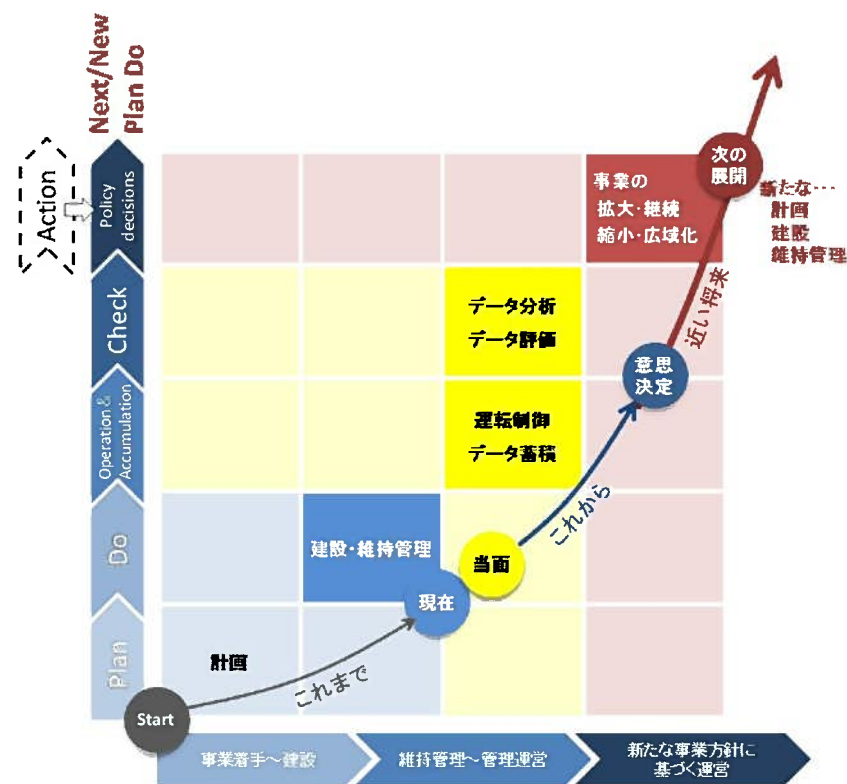 Next/New
Plan Do
Action
Policy
decisions
Check
Operation &
Accumulation
Do
Plan
次の
展開
事業の
拡大・継続
縮小・広域化
新たな…
計画
建設
維持管理
近い将来
データ分析
データ評価
意思
決定
運転制御
データ蓄積
これから
建設・維持管理
当面
現在
計画
これまで
Start
事業着手～建設
維持管理～管理運営
新たな事業方針に
基づく運営